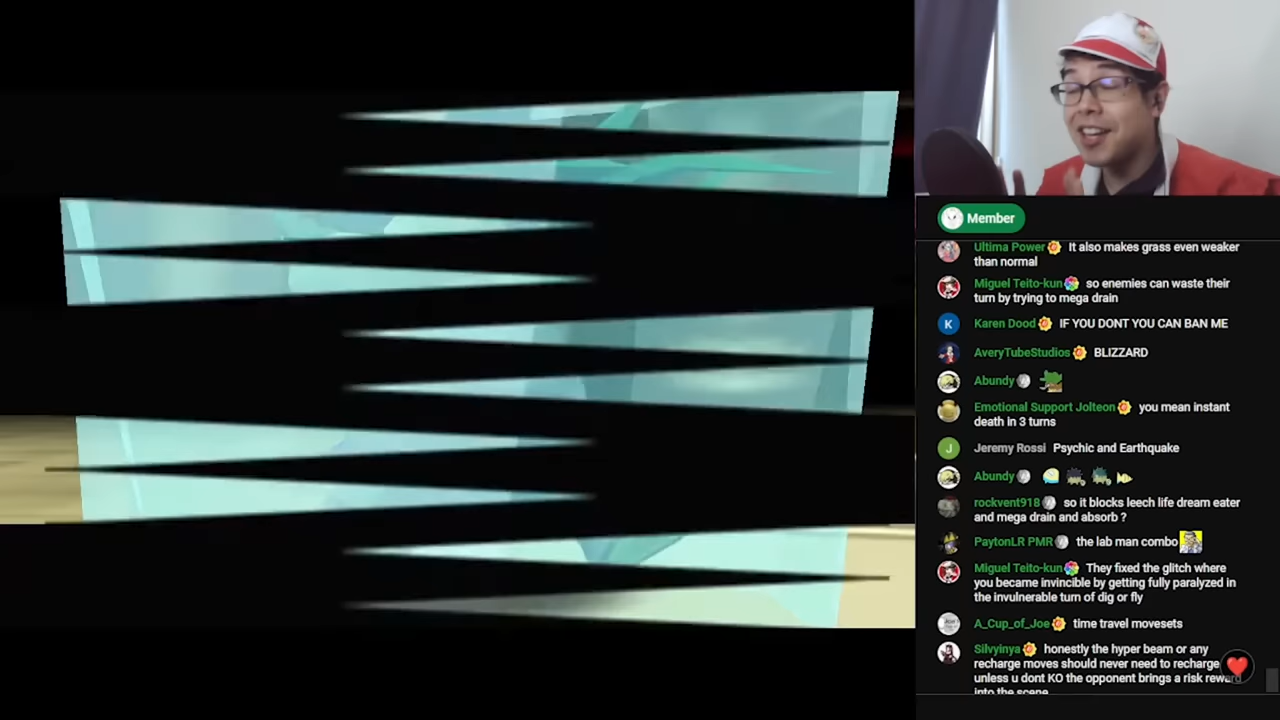 Member
Ultima Power It also makes grass even weaker
than normal
Miguel Teito-kun so enemies can waste their
turn by trying to mega drain
K
Karen Dood IF YOU DONT YOU CAN BAN ME
AveryTubeStudios BLIZZARD
Abundy
Emotional Support Jolteon you mean instant
death in 3 turns
J
Jeremy Rossi Psychic and Earthquake
Abundy
rockvent918 so it blocks leech life dream eater
and mega drain and absorb ?
PaytonLR PMR the lab man combo
Miguel Teito-kun They fixed the glitch where
you became invincible by getting fully paralyzed in
the invulnerable turn of dig or fly
A_Cup_of_Joe time travel movesets
Silvyinya honestly the hyper beam or any
recharge moves should never need to recharge
unless u dont KO the opponent brings a risk reward
into the scene